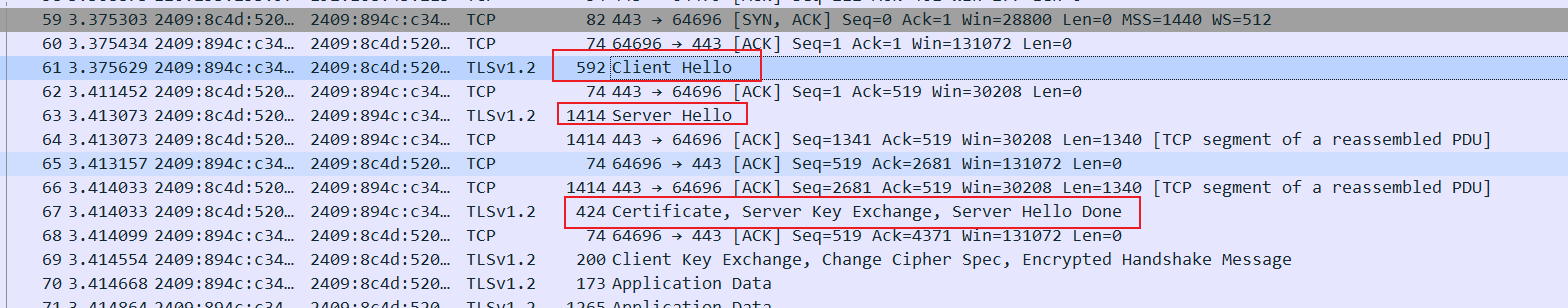 59 3.375303 2409:8c4d:520… 2409:894c:c34… TCP 82 443 → 64696 [SYN, ACK] Seq=0 Ack=1 Win=28800 Len=0 MSS=1440 WS=512
60 3.375434 2409:894c:c34… 2409:8c4d:520… TCP 74 64696 → 443 [ACK] Seq=1 Ack=1 Win=131072 Len=0
61 3.375629 2409:894c:c34… 2409:8c4d:520… TLSv1.2 592 Client Hello
62 3.411452 2409:8c4d:520… 2409:894c:c34… TCP 74 443 → 64696 [ACK] Seq=1 Ack=519 Win=30208 Len=0
63 3.413073 2409:8c4d:520… 2409:894c:c34… TLSv1.2 1414 Server Hello
64 3.413073 2409:8c4d:520… 2409:894c:c34… TCP 1414 443 → 64696 [ACK] Seq=1341 Ack=519 Win=30208 Len=1340 [TCP segment of a reassembled PDU]
65 3.413157 2409:894c:c34… 2409:8c4d:520… TCP 74 64696 → 443 [ACK] Seq=519 Ack=2681 Win=131072 Len=0
66 3.414033 2409:8c4d:520… 2409:894c:c34… TCP 1414 443 → 64696 [ACK] Seq=2681 Ack=519 Win=30208 Len=1340 [TCP segment of a reassembled PDU]
67 3.414033 2409:8c4d:520… 2409:894c:c34… TLSv1.2 424 Certificate, Server Key Exchange, Server Hello Done
68 3.414099 2409:894c:c34… 2409:8c4d:520… TCP 74 64696 → 443 [ACK] Seq=519 Ack=4371 Win=131072 Len=0
69 3.414554 2409:894c:c34… 2409:8c4d:520… TLSv1.2 200 Client Key Exchange, Change Cipher Spec, Encrypted Handshake Message
70 3.414668 2409:894c:c34… 2409:8c4d:520… TLSv1.2 173 Application Data
71 3.414864 2409:894c:c34… 2409:8c4d:520… TLSv1.2 1265 Application Data